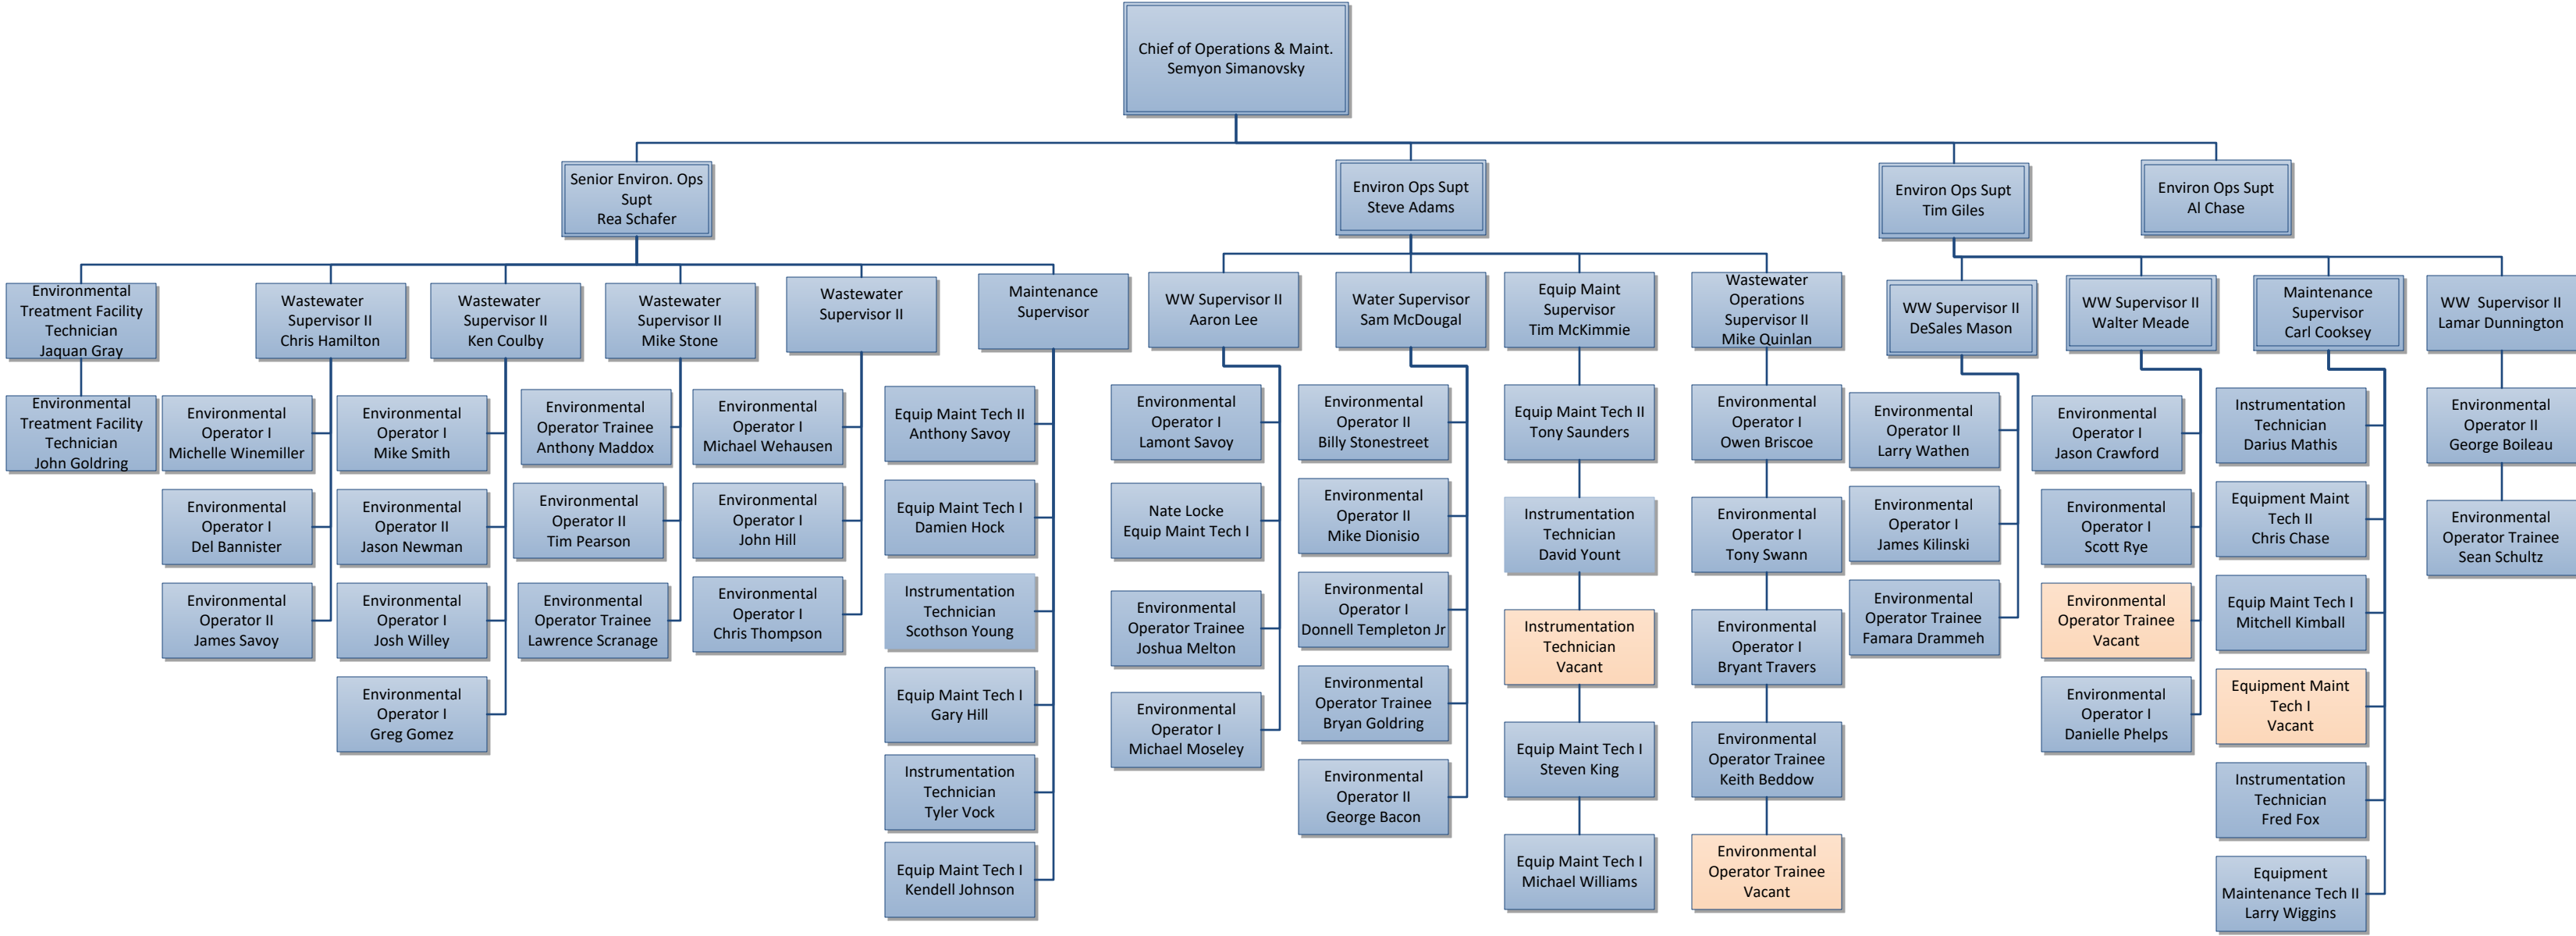 Chief of Operations & Maint.
Semyon Simanovsky
Senior Environ. Ops
Supt
Rea Schafer
Environ Ops Supt
Steve Adams
Environ Ops Supt
Tim Giles
Environ Ops Supt
Al Chase
Environmental
Treatment Facility
Technician
Jaquan Gray
Wastewater
Supervisor II
Chris Hamilton
Wastewater
Supervisor II
Ken Coulby
Wastewater
Supervisor II
Mike Stone
Wastewater
Supervisor II
Maintenance
Supervisor
WW Supervisor II
Aaron Lee
Water Supervisor
Sam McDougal
Equip Maint
Supervisor
Tim McKimmie
Wastewater
Operations
Supervisor II
Mike Quinlan
WW Supervisor II
DeSales Mason
WW Supervisor II
Walter Meade
Maintenance
Supervisor
Carl Cooksey
WW  Supervisor II
Lamar Dunnington
Environmental
Treatment Facility
Technician
John Goldring
Environmental
Operator I
Michelle Winemiller
Environmental
Operator I
Del Bannister
Environmental
Operator II
James Savoy
Environmental
Operator I
Mike Smith
Environmental
Operator II
Jason Newman
Environmental
Operator I
Josh Willey
Environmental
Operator I
Greg Gomez
Environmental
Operator Trainee
Anthony Maddox
Environmental
Operator II
Tim Pearson
Environmental
Operator Trainee
Lawrence Scranage
Environmental
Operator I
Michael Wehausen
Environmental
Operator I
John Hill
Environmental
Operator I
Chris Thompson
Equip Maint Tech II
Anthony Savoy
Equip Maint Tech I
Damien Hock
Instrumentation
Technician
Scothson Young
Equip Maint Tech I
Gary Hill
Instrumentation
Technician
Tyler Vock
Equip Maint Tech I
Kendell Johnson
Environmental
Operator I
Lamont Savoy
Nate Locke
Equip Maint Tech I
Environmental
Operator Trainee
Joshua Melton
Environmental
Operator I
Michael Moseley
Environmental
Operator II
Billy Stonestreet
Environmental
Operator II
Mike Dionisio
Environmental
Operator I
Donnell Templeton Jr
Environmental
Operator Trainee
Bryan Goldring
Environmental
Operator II
George Bacon
Equip Maint Tech II
Tony Saunders
Instrumentation
Technician
David Yount
Instrumentation
Technician
Vacant
Equip Maint Tech I
Steven King
Equip Maint Tech I
Michael Williams
Environmental
Operator I
Owen Briscoe
Environmental
Operator I
Tony Swann
Environmental
Operator I
Bryant Travers
Environmental
Operator Trainee
Keith Beddow
Environmental
Operator Trainee
Vacant
Environmental
Operator II
Larry Wathen
Environmental
Operator I
James Kilinski
Environmental
Operator Trainee
Famara Drammeh
Environmental
Operator I
Jason Crawford
Environmental
Operator I
Scott Rye
Environmental
Operator Trainee
Vacant
Environmental
Operator I
Danielle Phelps
Instrumentation
Technician
Darius Mathis
Equipment Maint
Tech II
Chris Chase
Equip Maint Tech I
Mitchell Kimball
Equipment Maint
Tech I
Vacant
Instrumentation
Technician
Fred Fox
Equipment
Maintenance Tech II
Larry Wiggins
Environmental
Operator II
George Boileau
Environmental
Operator Trainee
Sean Schultz